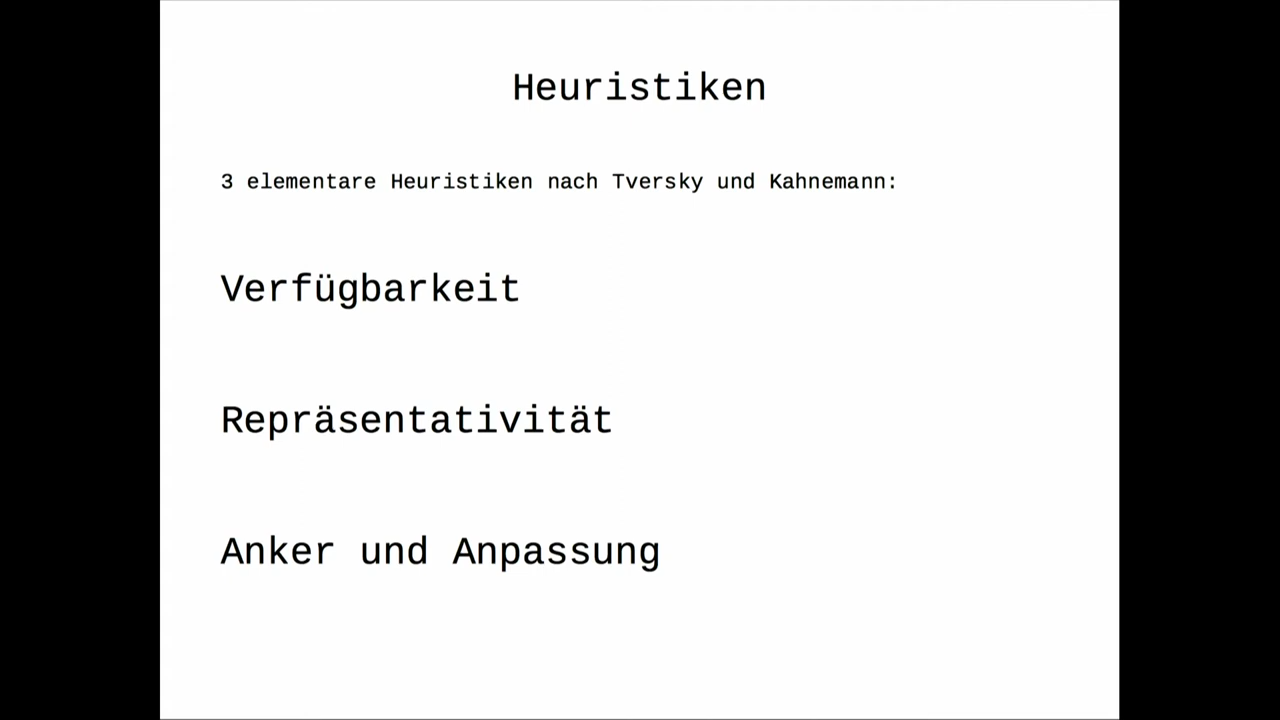 Heuristiken
3 elementare Heuristiken nach Tversky und Kahnemann:
Verfügbarkeit
Repräsentativität
Anker und Anpassung